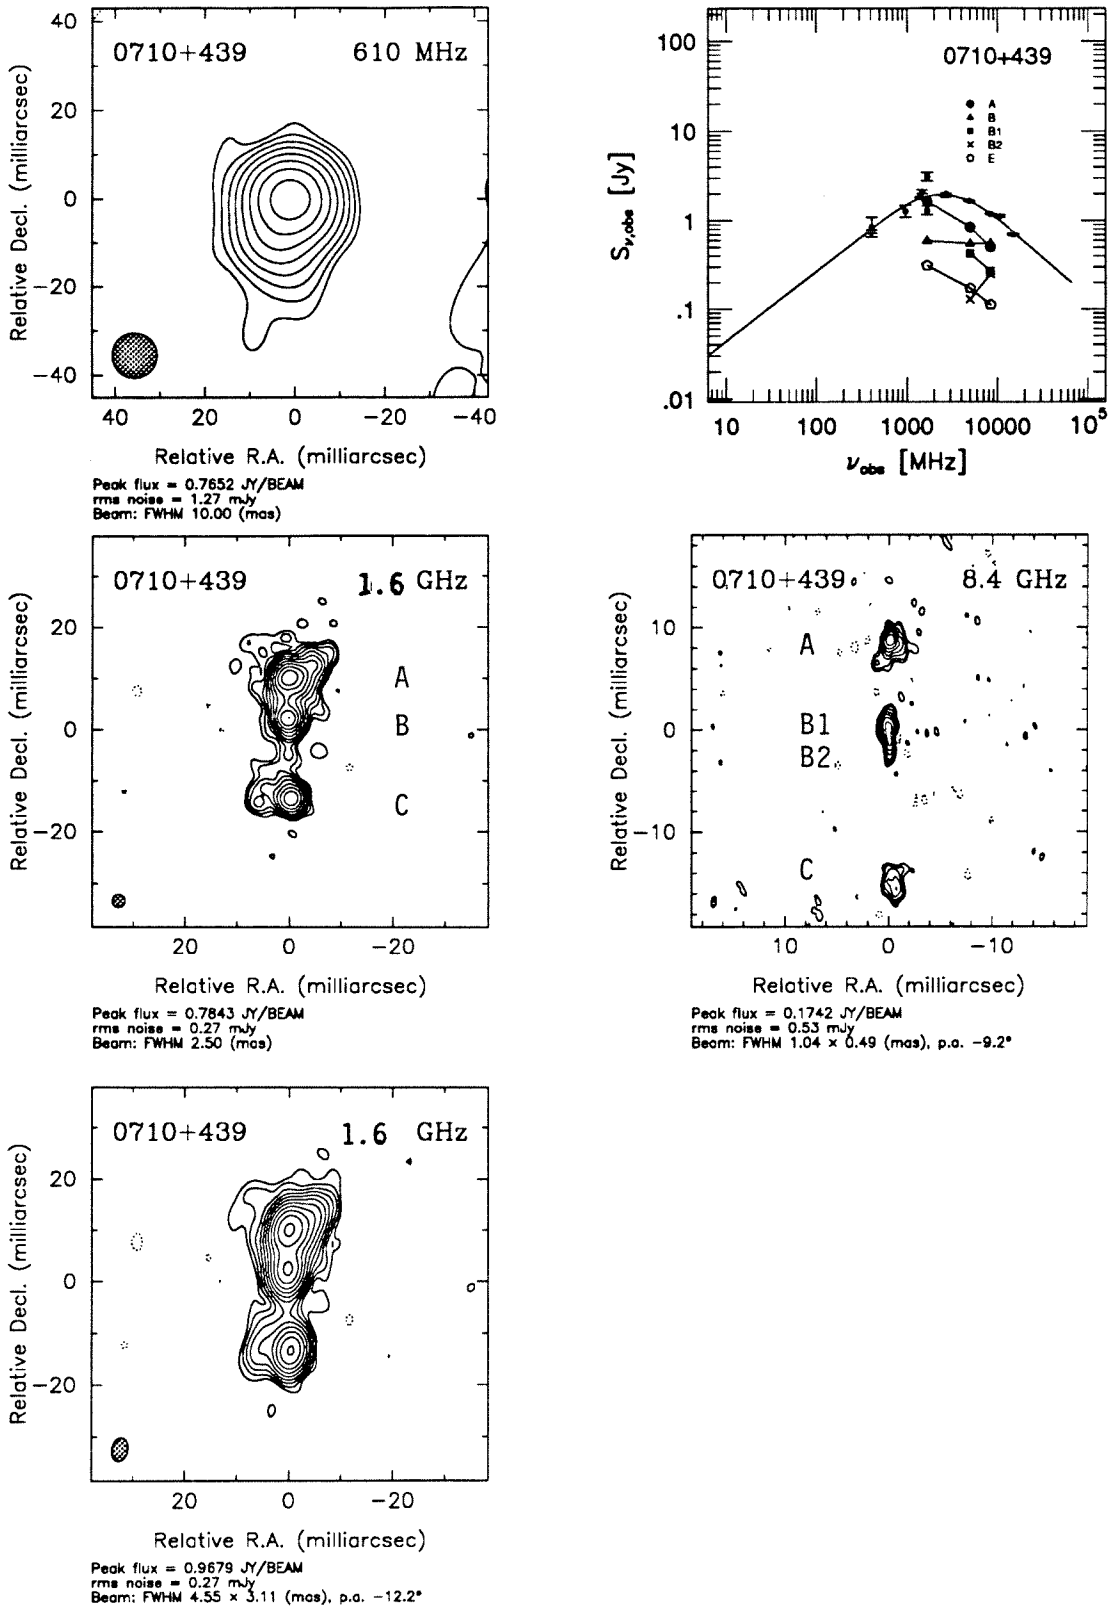 0710+439 610 MHz
40
20
0
−20
−40
40 20 0 −20 −40
Relative Decl. (milliarcsec)
Relative R.A. (milliarcsec)
Peak flux = 0.7652 JY/BEAM
rms noise = 1.27 mJy
Beam: FWHM 10.00 (mas)
0710+439
A
B
B1
B2
E
100
10
1
.1
.01
10 100 1000 10000 10⁵
Sν,obs [Jy]
νobs [MHz]
0710+439 1.6 GHz
A
B
C
20
0
−20
20 0 −20
Relative Decl. (milliarcsec)
Relative R.A. (milliarcsec)
Peak flux = 0.7843 JY/BEAM
rms noise = 0.27 mJy
Beam: FWHM 2.50 (mas)
0710+439 8.4 GHz
A
B1
B2
C
10
0
−10
10 0 −10
Relative Decl. (milliarcsec)
Relative R.A. (milliarcsec)
Peak flux = 0.1742 JY/BEAM
rms noise = 0.53 mJy
Beam: FWHM 1.04 × 0.49 (mas), p.a. −9.2°
0710+439 1.6 GHz
20
0
−20
20 0 −20
Relative Decl. (milliarcsec)
Relative R.A. (milliarcsec)
Peak flux = 0.9679 JY/BEAM
rms noise = 0.27 mJy
Beam: FWHM 4.55 × 3.11 (mas), p.a. −12.2°